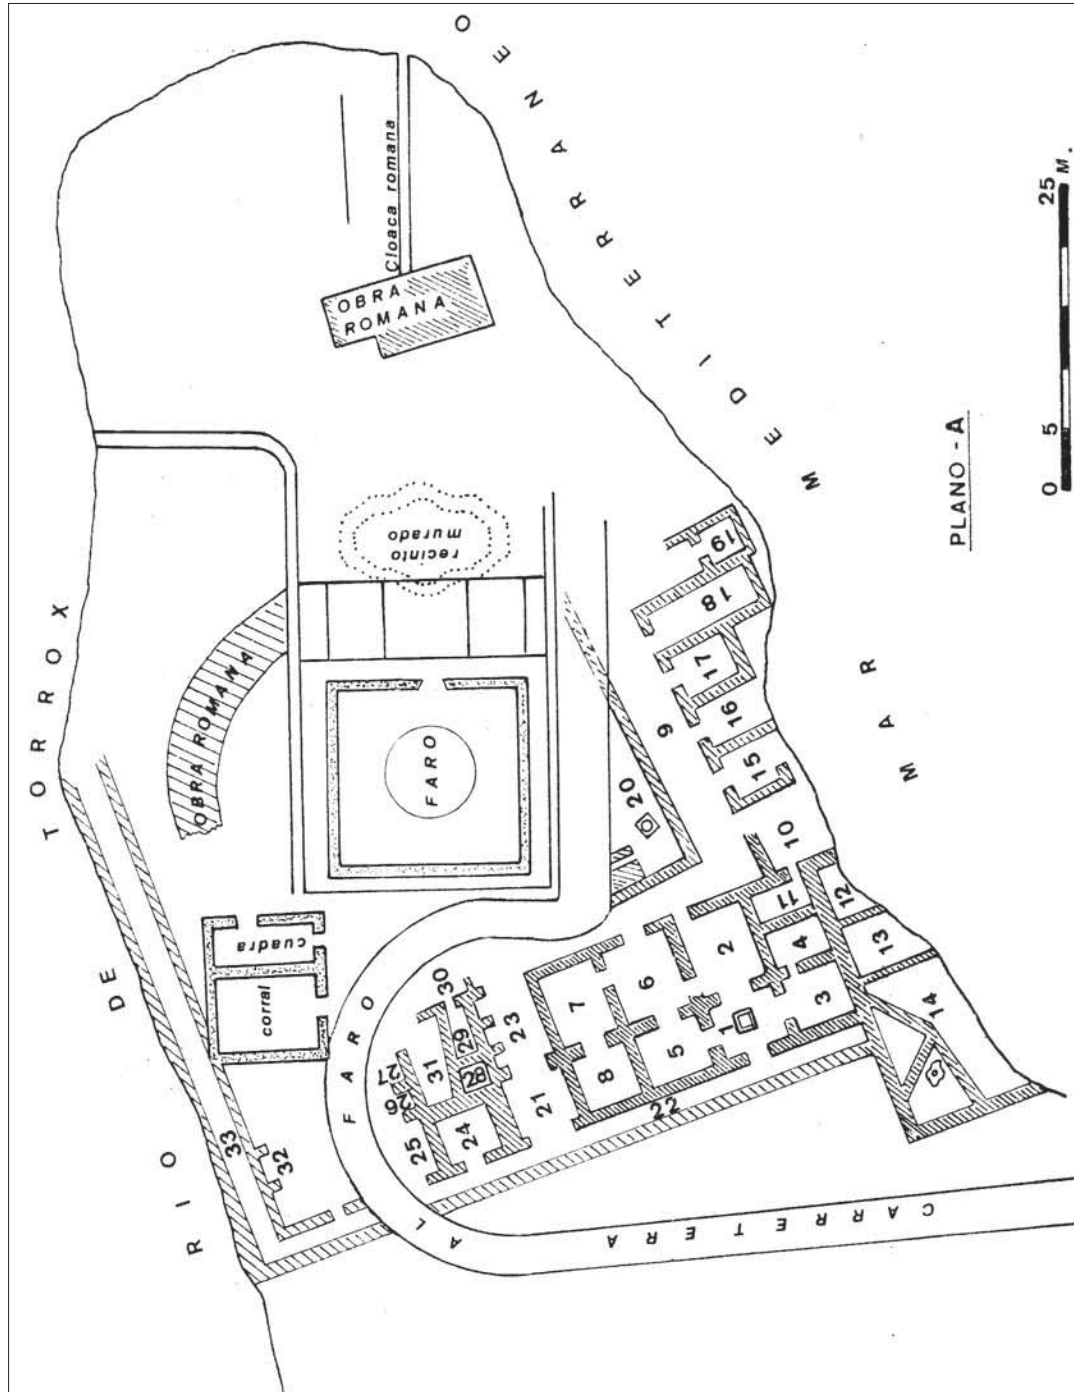 RIO DE TORROX
MAR MEDITERRANEO
Cloaca romana
OBRA
ROMANA
recinto
murado
OBRA ROMANA
FARO
cuadra
corral
CARRETERA AL FARO
1
2
3
4
5
6
7
8
9
10
11
12
13
14
15
16
17
18
19
20
21
22
23
24
25
26
27
28
29
30
31
32
33
PLANO - A
0 5 25 M.